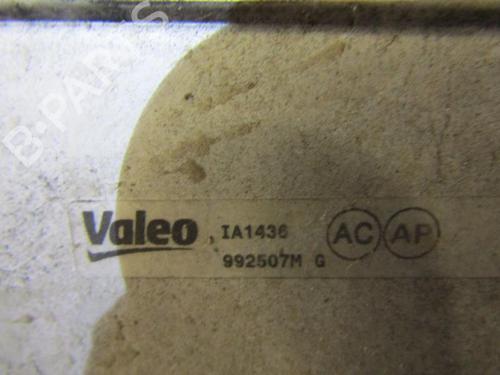 B-PARTS
Valeo IA1436 AC AP
992507M G